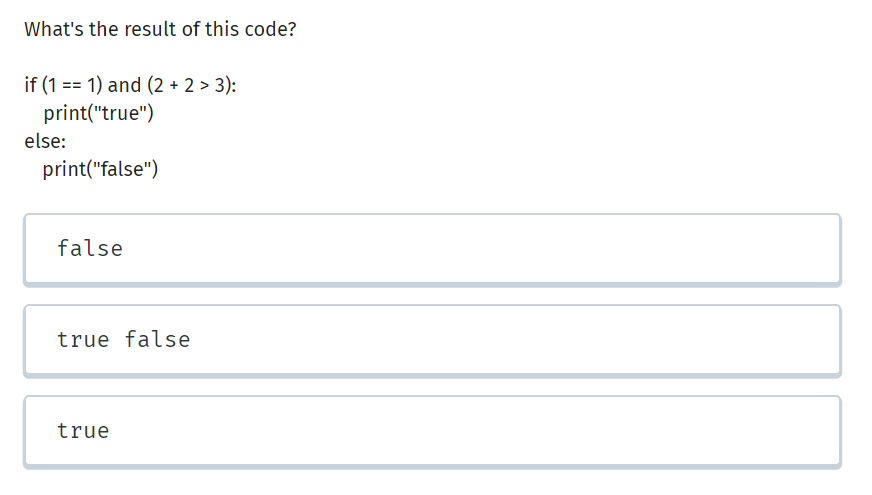 What's the result of this code?
if (1 == 1) and (2 + 2 > 3):
print("true")
else:
print("false")
false
true false
true